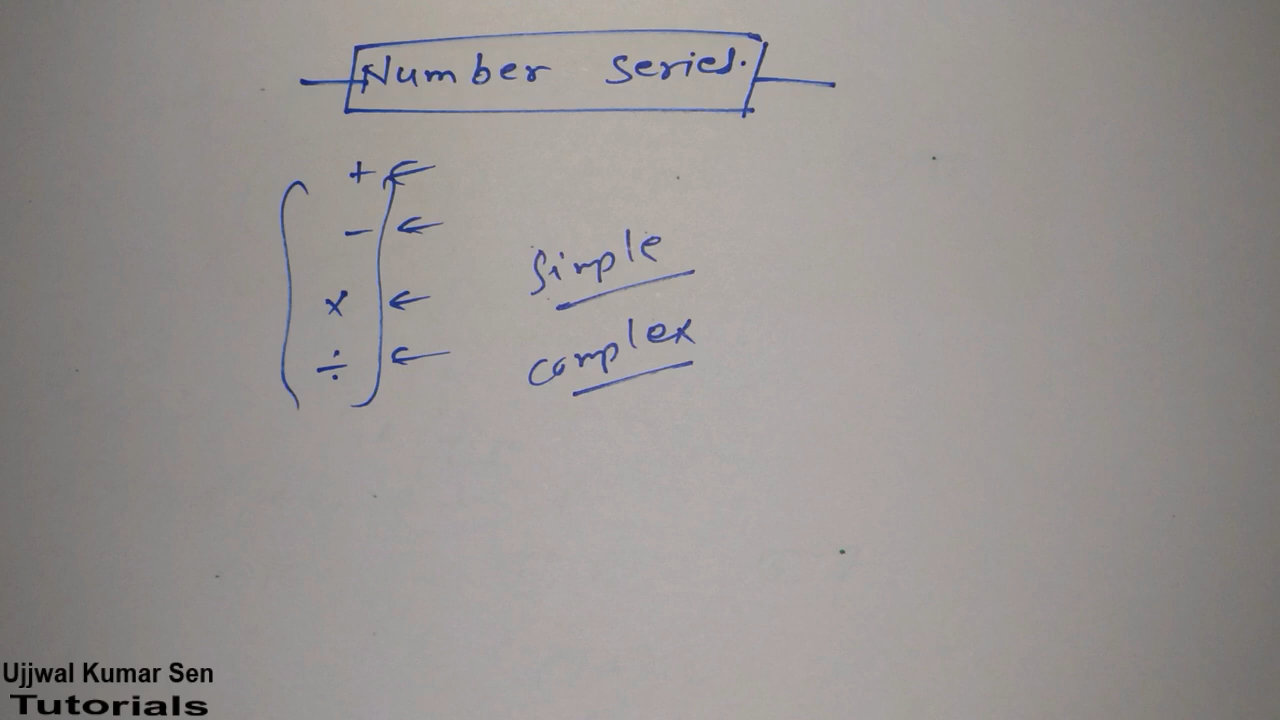 Number series.
+ ←
- ←
× ←
÷ ←
Simple
complex
Ujjwal Kumar Sen
Tutorials